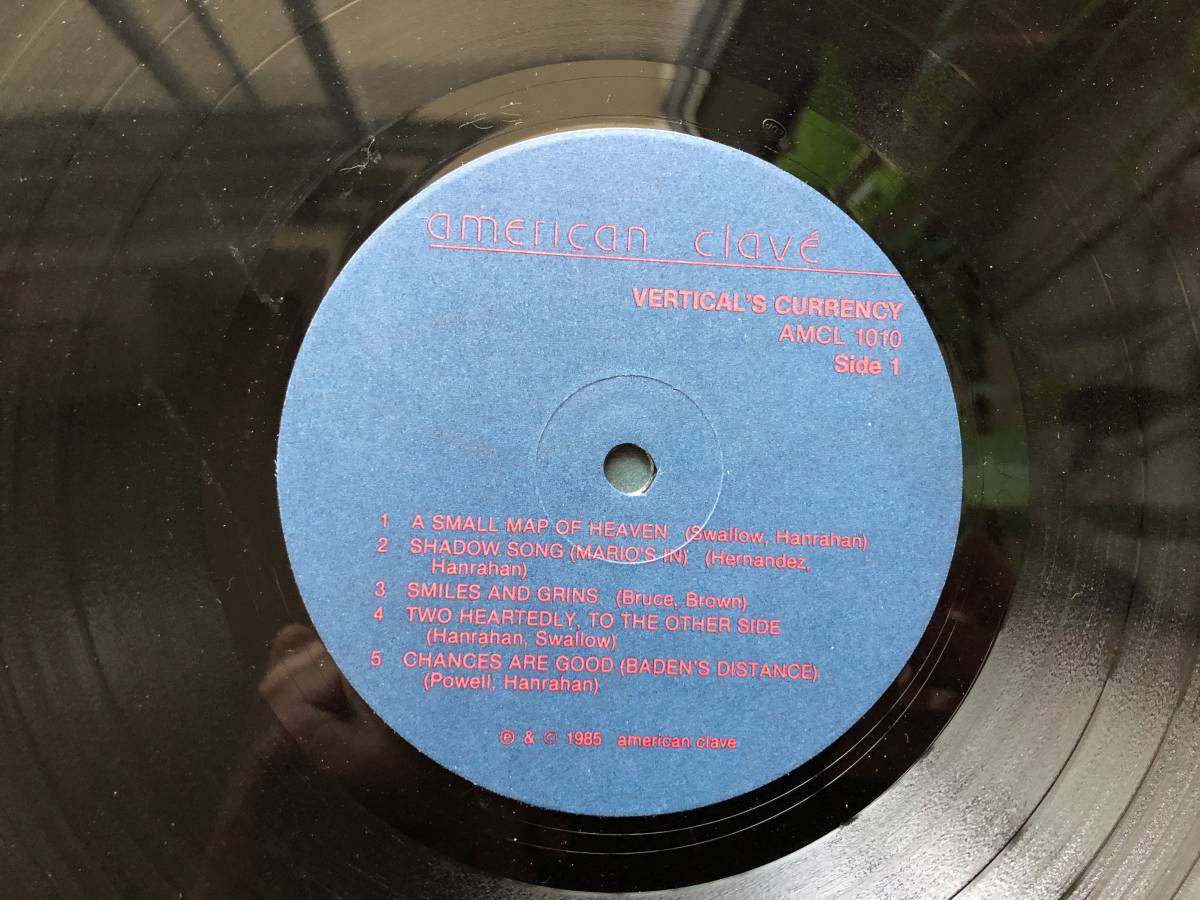 american clavé
VERTICAL'S CURRENCY
AMCL 1010
Side 1
1 A SMALL MAP OF HEAVEN (Swallow, Hanrahan)
2 SHADOW SONG (MARIO'S IN) (Hernandez,
Hanrahan)
3 SMILES AND GRINS (Bruce, Brown)
4 TWO HEARTEDLY, TO THE OTHER SIDE
(Hanrahan, Swallow)
5 CHANCES ARE GOOD (BADEN'S DISTANCE)
(Powell, Hanrahan)
℗ & © 1985 american clave